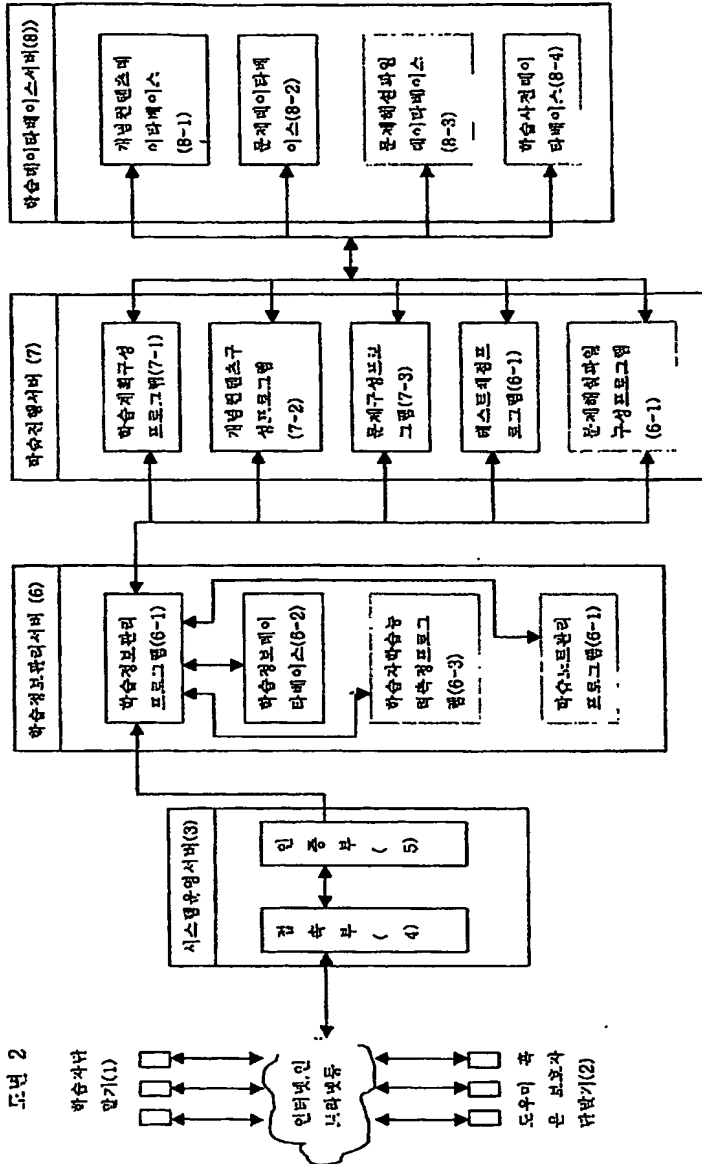 도면 2
학습자단
말기(1)
인터넷,인
트라넷등
도우미 혹
은 보호자
단말기(2)
시스템운영서버(3)
접속부(4)
인증부(5)
학습정보관리서버(6)
학습정보관리
프로그램(6-1)
학습정보데이
타베이스(6-2)
학습자학습능
력측정프로그
램(6-3)
학습노트관리
프로그램(6-1)
학습진행서버 (7)
학습계획구성
프로그램(7-1)
개념컨텐츠구
성프로그램
(7-2)
문제구성프로
그램(7-3)
테스트채점프
로그램(6-1)
문제해설파일
구성프로그램
(6-1)
학습데이타베이스서버(8))
개념컨텐츠데
이타베이스
(8-1)
문제데이타베
이스(8-2)
문제해설파일
데이타베이스
(8-3)
학습사전데이
타베이스(8-4)